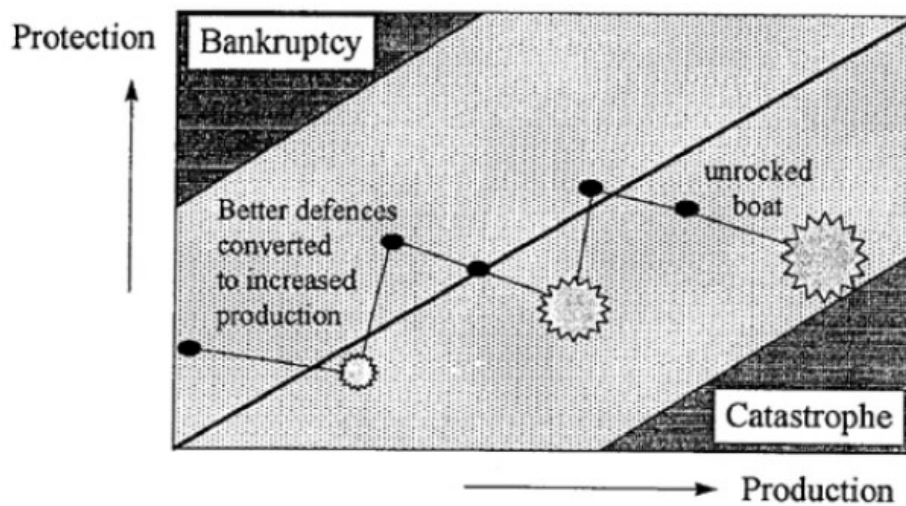 Protection
Bankruptcy
unrocked
boat
Better defences
converted
to increased
production
Catastrophe
Production